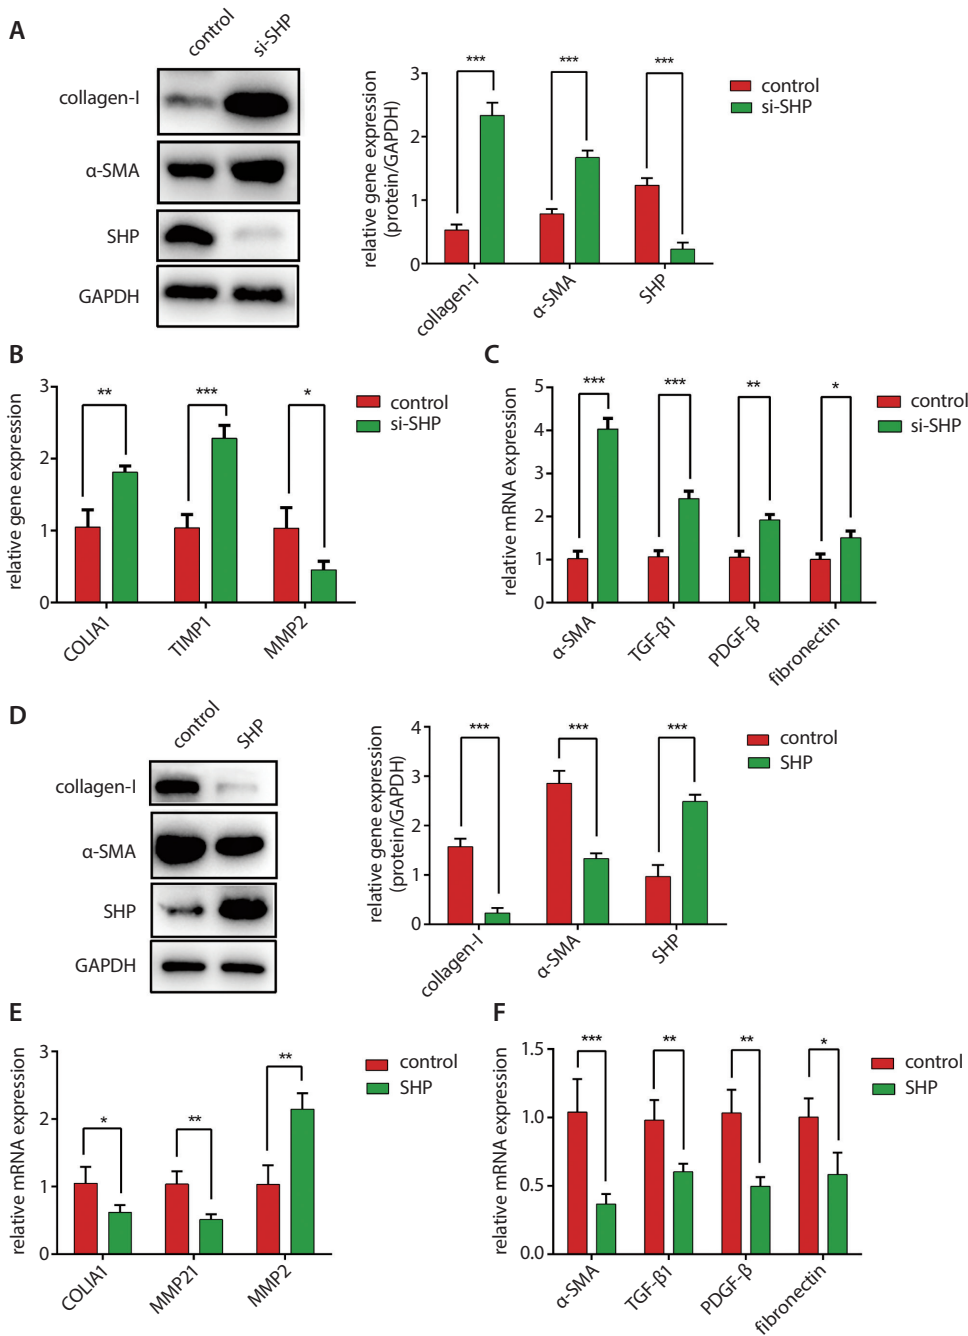 A
control
si-SHP
collagen-I
α-SMA
SHP
GAPDH
relative gene expression
(protein/GAPDH)
3
2
1
0
***
***
***
collagen-I
α-SMA
SHP
control
si-SHP
B
relative gene expression
3
2
1
0
**
***
*
COLIA1
TIMP1
MMP2
control
si-SHP
C
relative mRNA expression
5
4
3
2
1
0
***
***
**
*
α-SMA
TGF-β1
PDGF-β
fibronectin
control
si-SHP
D
control
SHP
collagen-I
α-SMA
SHP
GAPDH
relative gene expression
(protein/GAPDH)
4
3
2
1
0
***
***
***
collagen-I
α-SMA
SHP
control
SHP
E
relative mRNA expression
3
2
1
0
*
**
**
COLIA1
MMP21
MMP2
control
SHP
F
relative mRNA expression
1.5
1.0
0.5
0.0
***
**
**
*
α-SMA
TGF-β1
PDGF-β
fibronectin
control
SHP